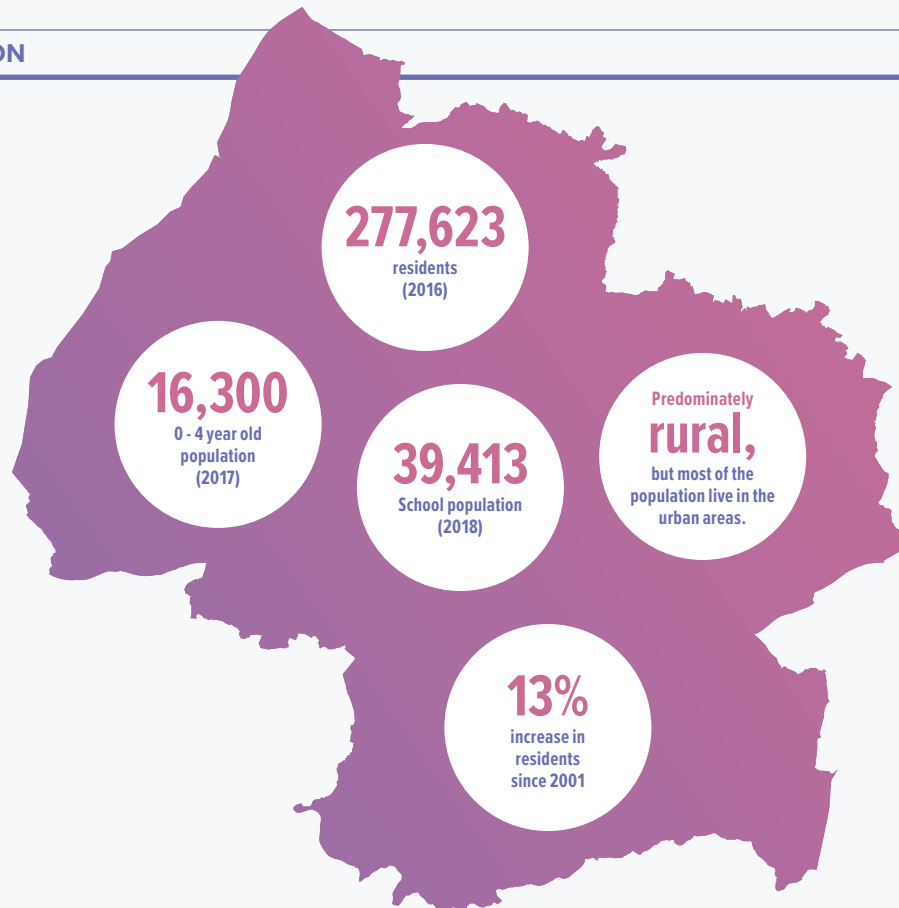 ON
277,623
residents
(2016)
16,300
0 - 4 year old
population
(2017)
39,413
School population
(2018)
Predominately
rural,
but most of the
population live in the
urban areas.
13%
increase in
residents
since 2001